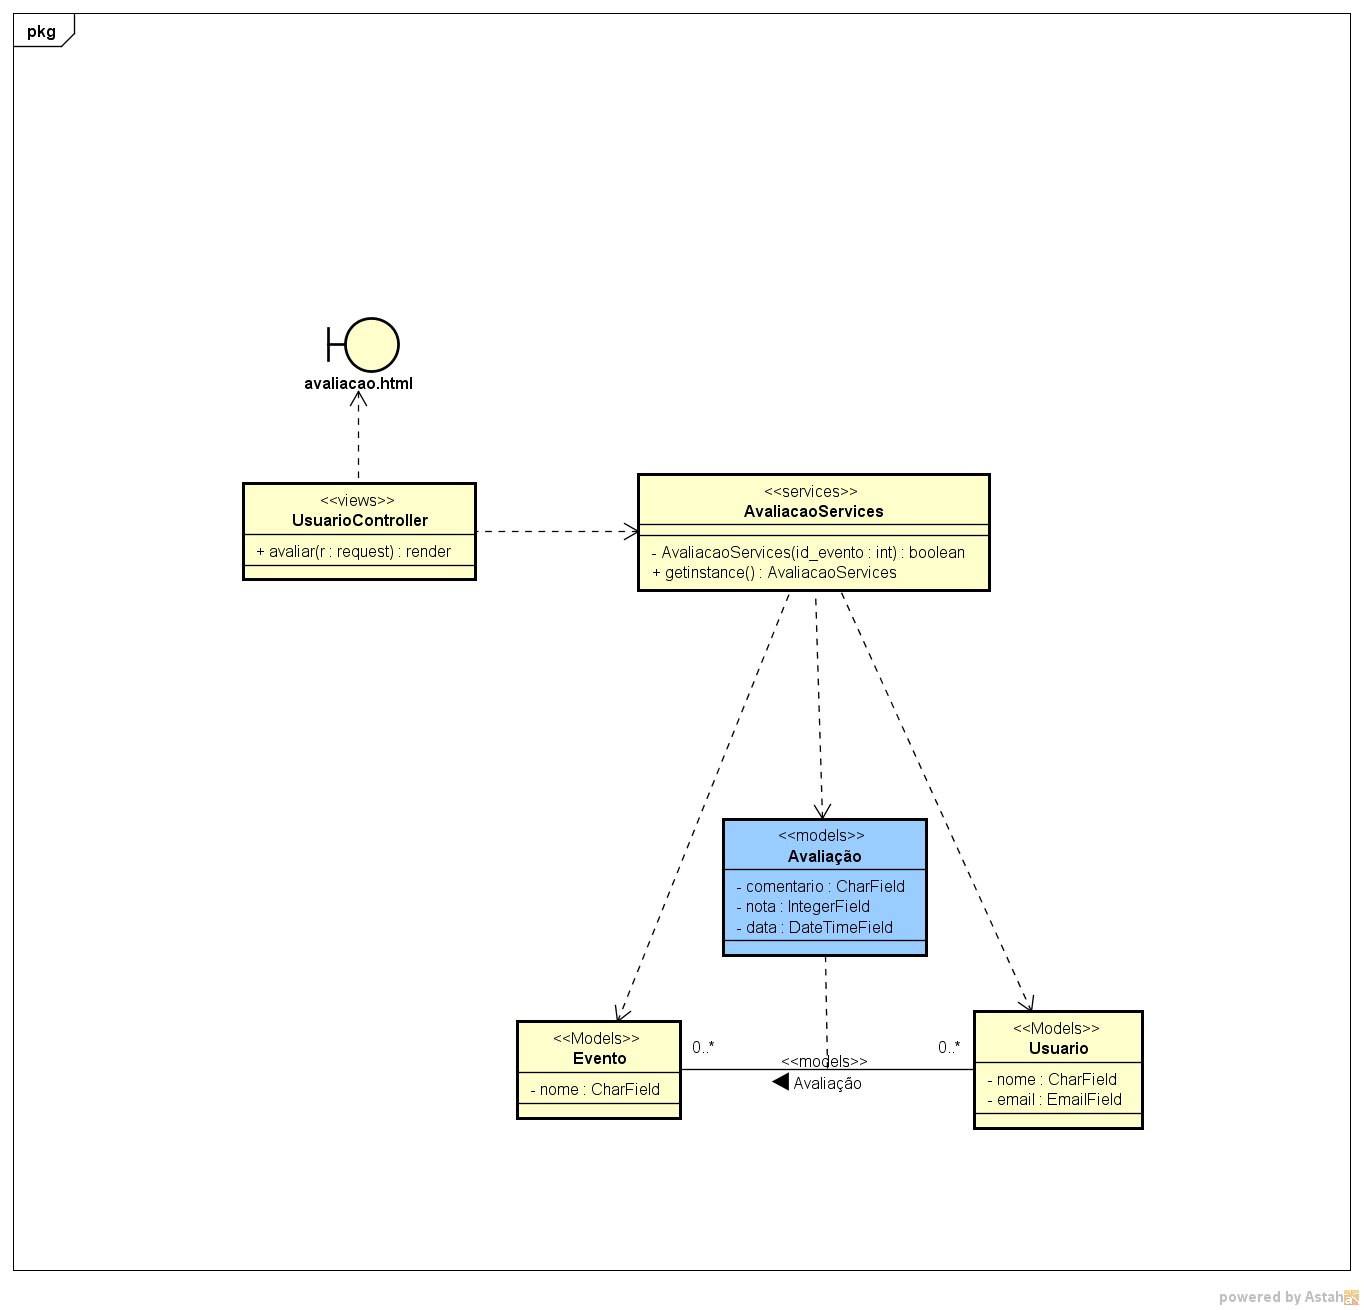 pkg
avaliacao.html
<<views>>
UsuarioController
+ avaliar(r : request) : render
<<services>>
AvaliacaoServices
- AvaliacaoServices(id_evento : int) : boolean
+ getinstance() : AvaliacaoServices
<<models>>
Avaliação
- comentario : CharField
- nota : IntegerField
- data : DateTimeField
<<Models>>
Evento
- nome : CharField
0..*
<<models>>
Avaliação
0..*
<<Models>>
Usuario
- nome : CharField
- email : EmailField
powered by Astah